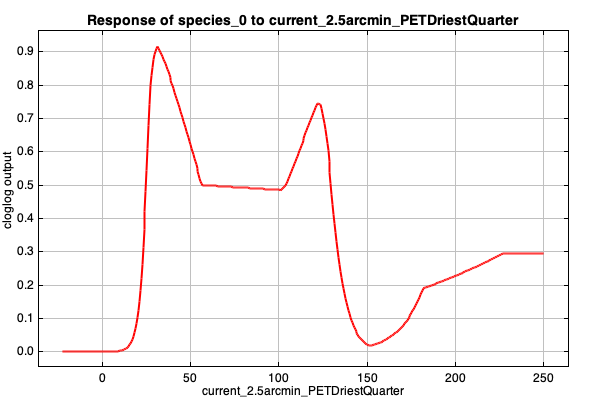 Response of species_0 to current_2.5arcmin_PETDriestQuarter
cloglog output
0.9
0.8
0.7
0.6
0.5
0.4
0.3
0.2
0.1
0.0
0 50 100 150 200 250
current_2.5arcmin_PETDriestQuarter